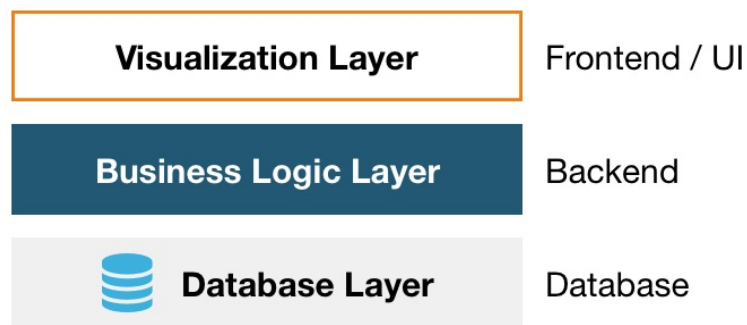 Visualization Layer Frontend / UI
Business Logic Layer Backend
Database Layer Database